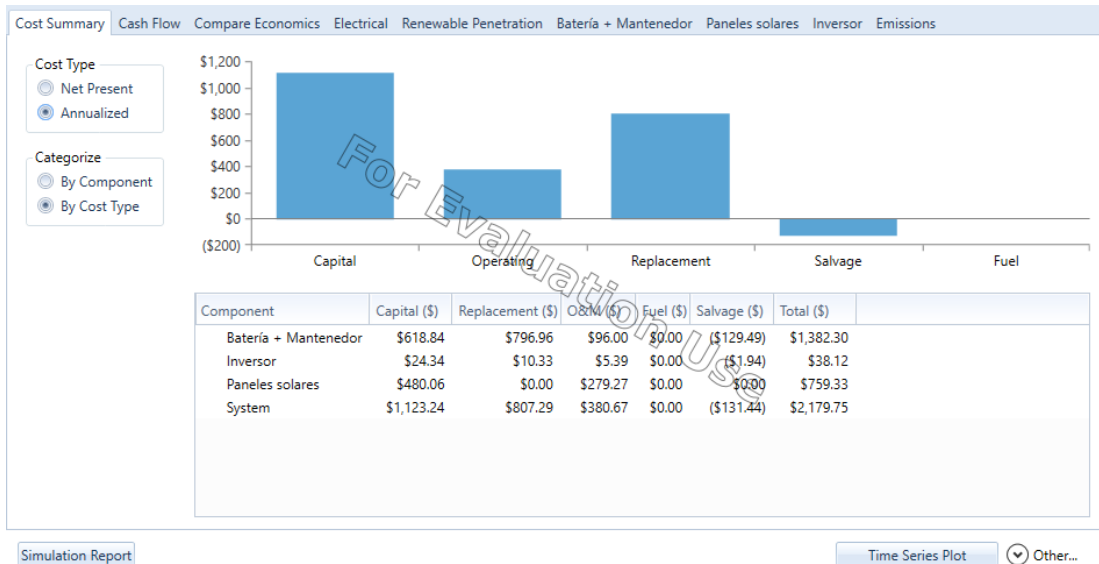 Cost Summary Cash Flow Compare Economics Electrical Renewable Penetration Batería + Mantenedor Paneles solares Inversor Emissions
Cost Type
Net Present
Annualized
Categorize
By Component
By Cost Type
$1,200
$1,000
$800
$600
$400
$200
$0
($200)
Capital Operating Replacement Salvage Fuel
For Evaluation Use
Component Capital ($) Replacement ($) O&M ($) Fuel ($) Salvage ($) Total ($)
Batería + Mantenedor $618.84 $796.96 $96.00 $0.00 ($129.49) $1,382.30
Inversor $24.34 $10.33 $5.39 $0.00 ($1.94) $38.12
Paneles solares $480.06 $0.00 $279.27 $0.00 $0.00 $759.33
System $1,123.24 $807.29 $380.67 $0.00 ($131.44) $2,179.75
Simulation Report Time Series Plot Other...